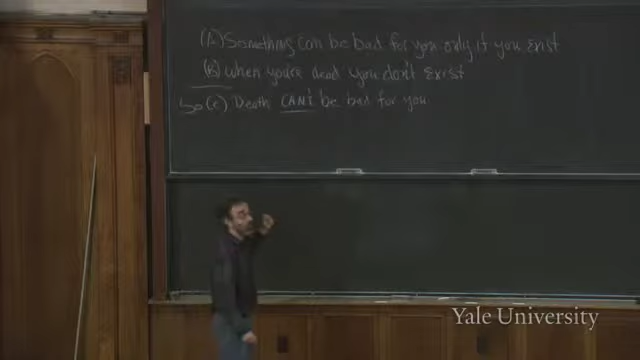 (A) Something can be bad for you only if you exist
(B) when you're dead you don't exist
So (C) Death CAN'T be bad for you
Yale University